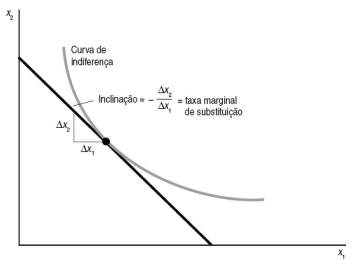 x₂
Curva de
indiferença
Inclinação = – Δx₂/Δx₁ = taxa marginal
de substituição
Δx₂
Δx₁
x₁